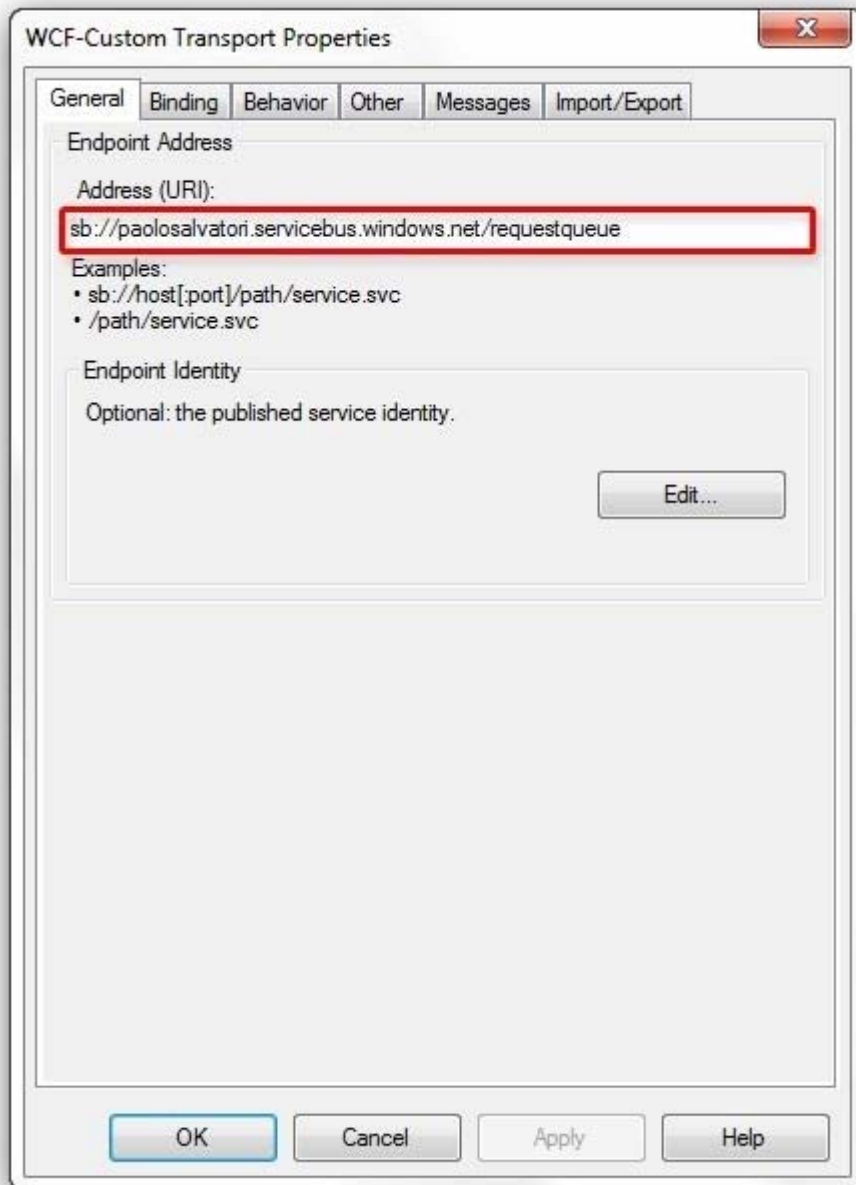 WCF-Custom Transport Properties
General Binding Behavior Other Messages Import/Export
Endpoint Address
Address (URI):
sb://paolosalvatori.servicebus.windows.net/requestqueue
Examples:
• sb://host[:port]/path/service.svc
• /path/service.svc
Endpoint Identity
Optional: the published service identity.
Edit...
OK Cancel Apply Help